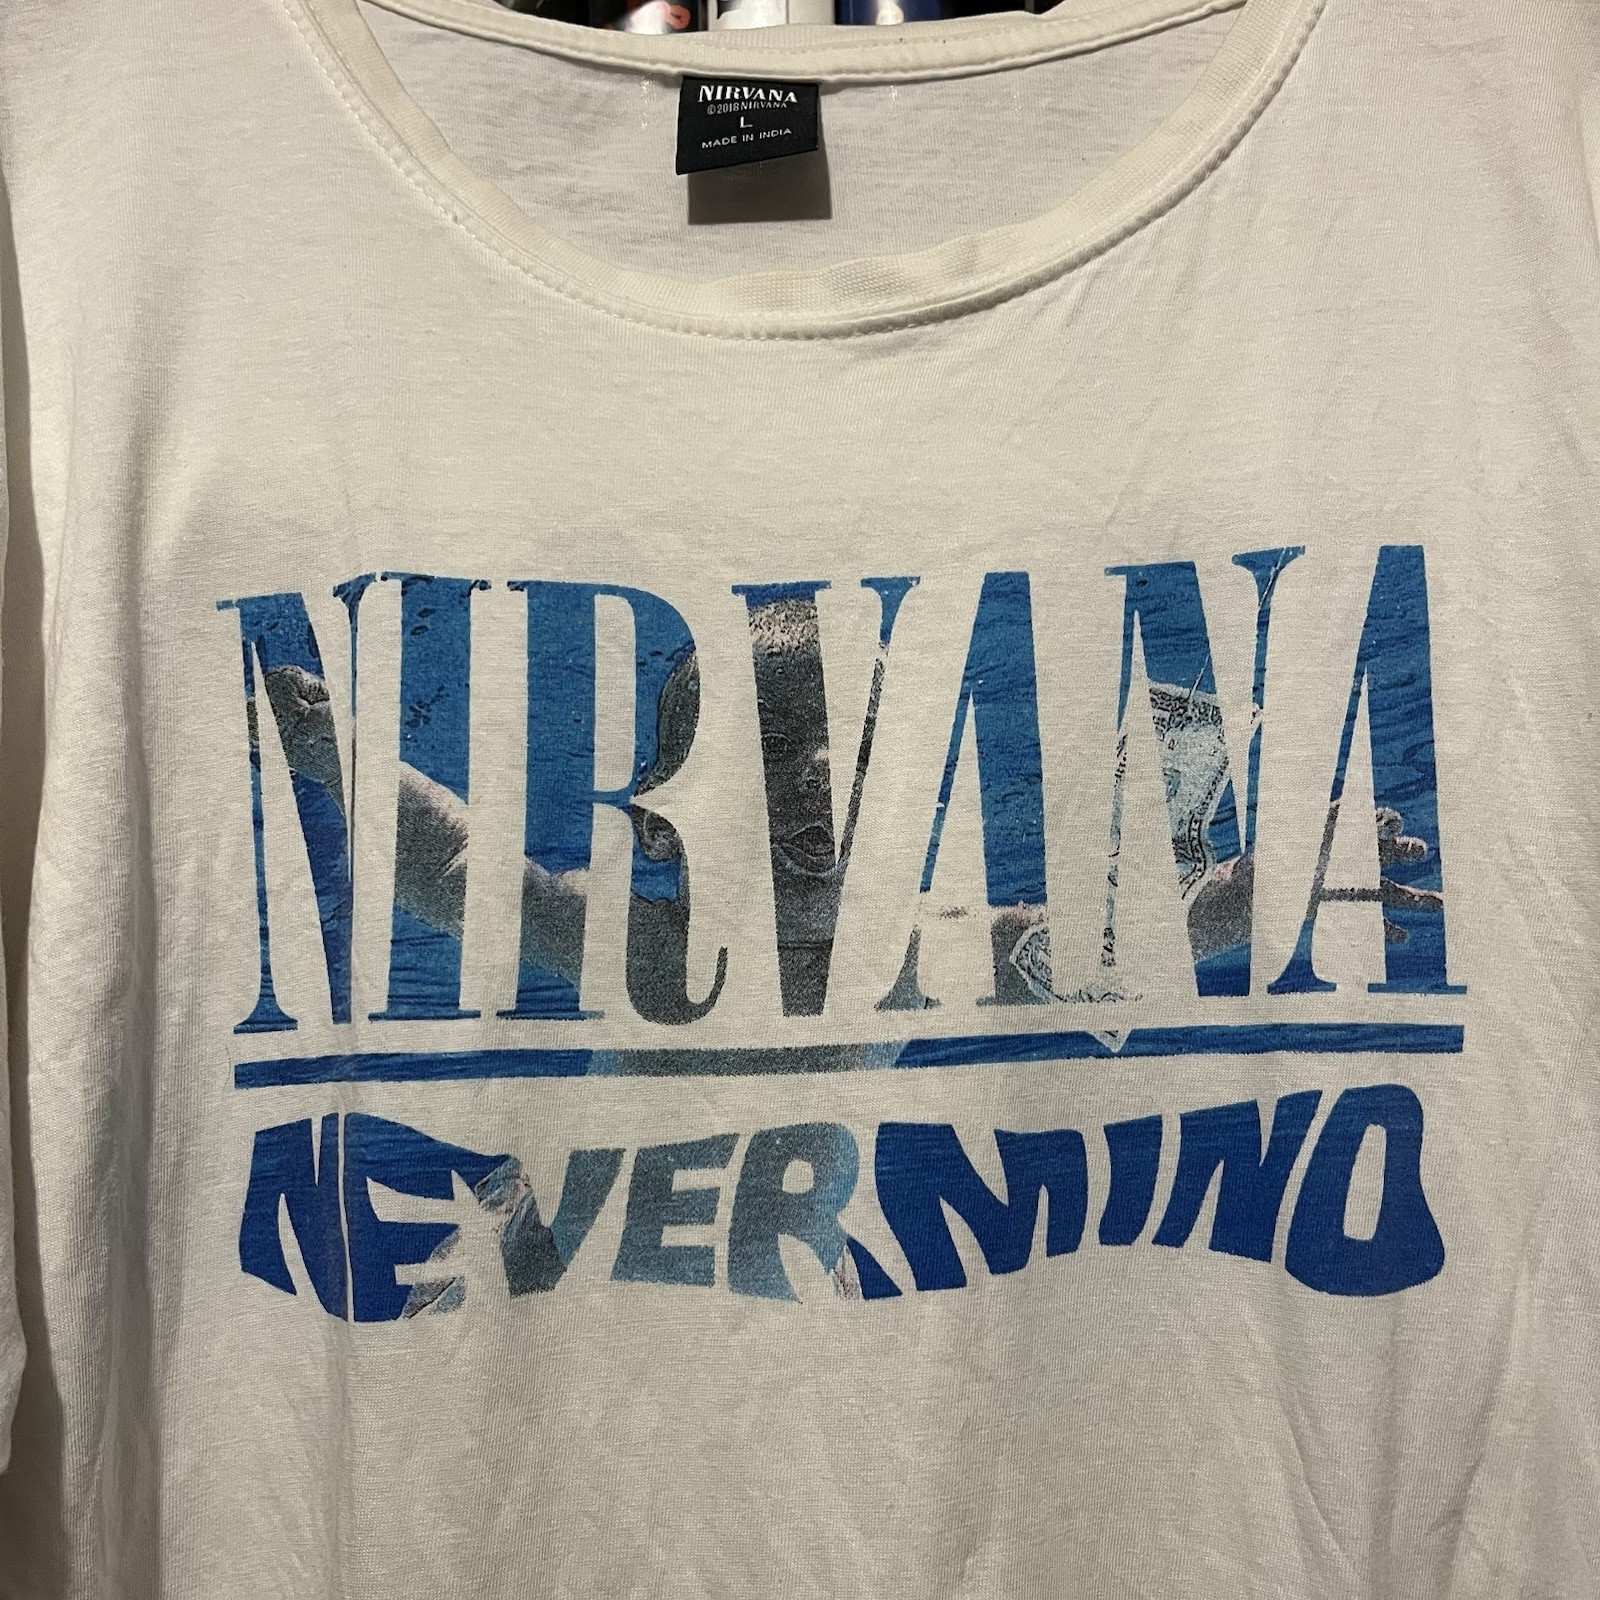 NIRVANA
©2018 NIRVANA
L
MADE IN INDIA
NIRVANA
NEVERMIND